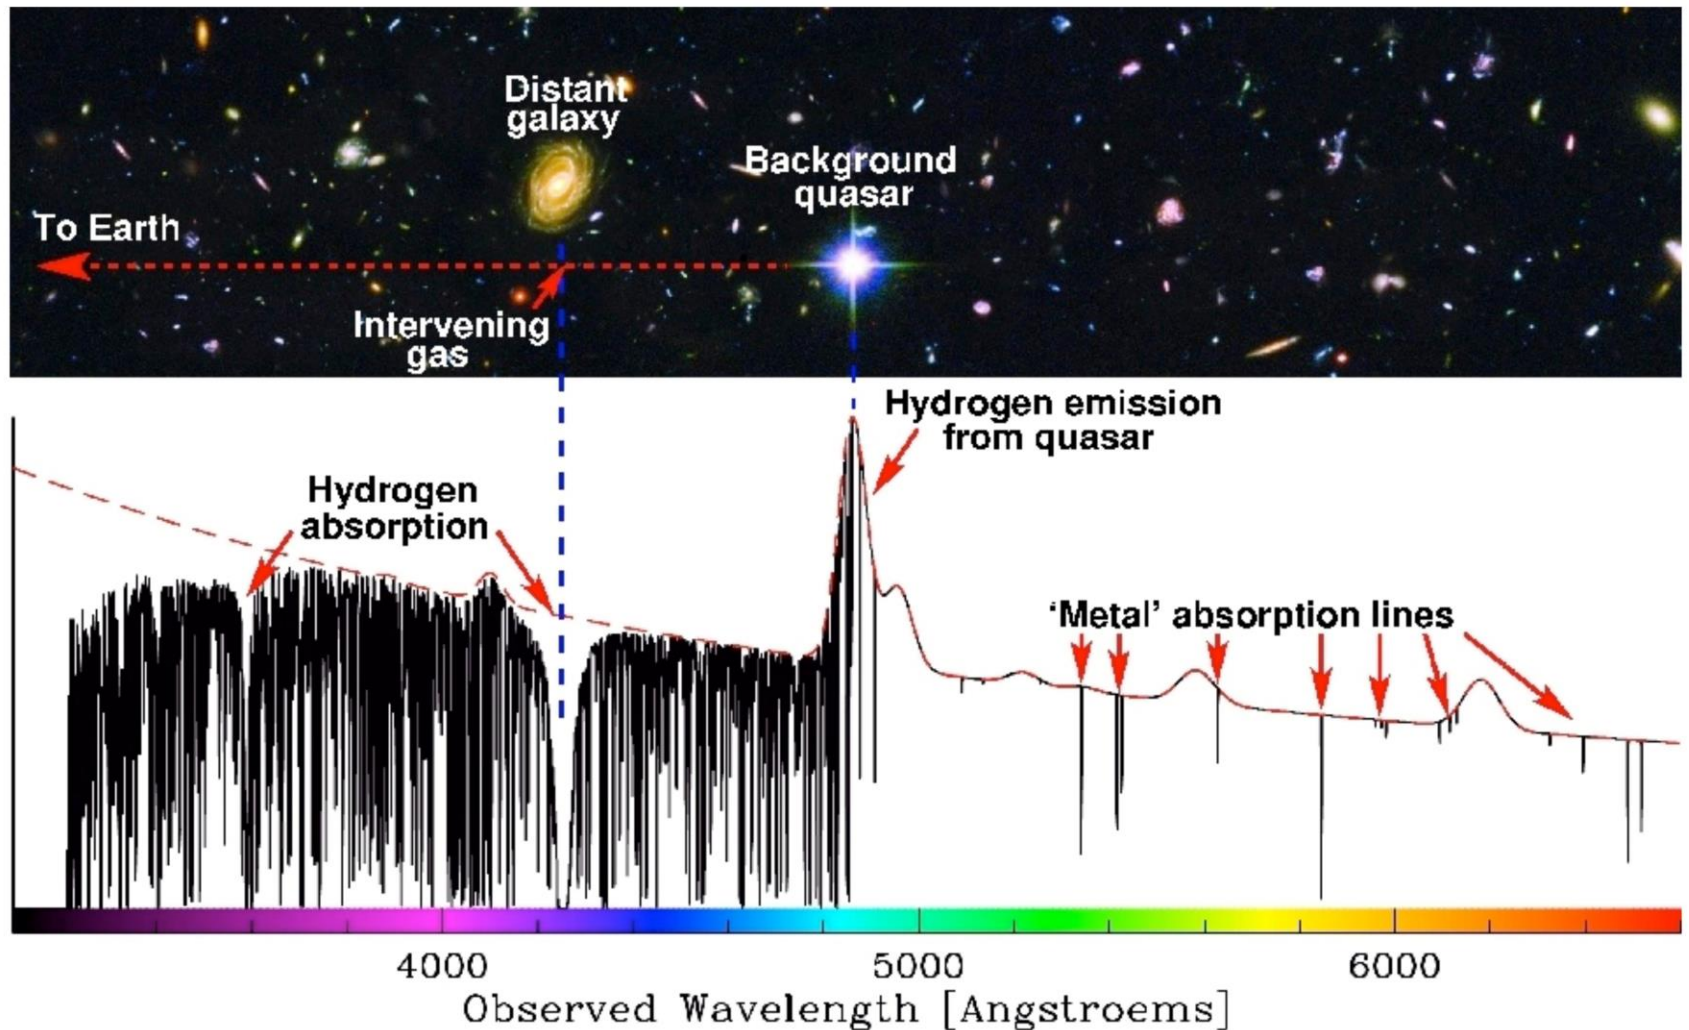 Distant
galaxy
Background
quasar
To Earth
Intervening
gas
Hydrogen emission
from quasar
Hydrogen
absorption
‘Metal’ absorption lines
4000
5000
6000
Observed Wavelength [Angstroems]